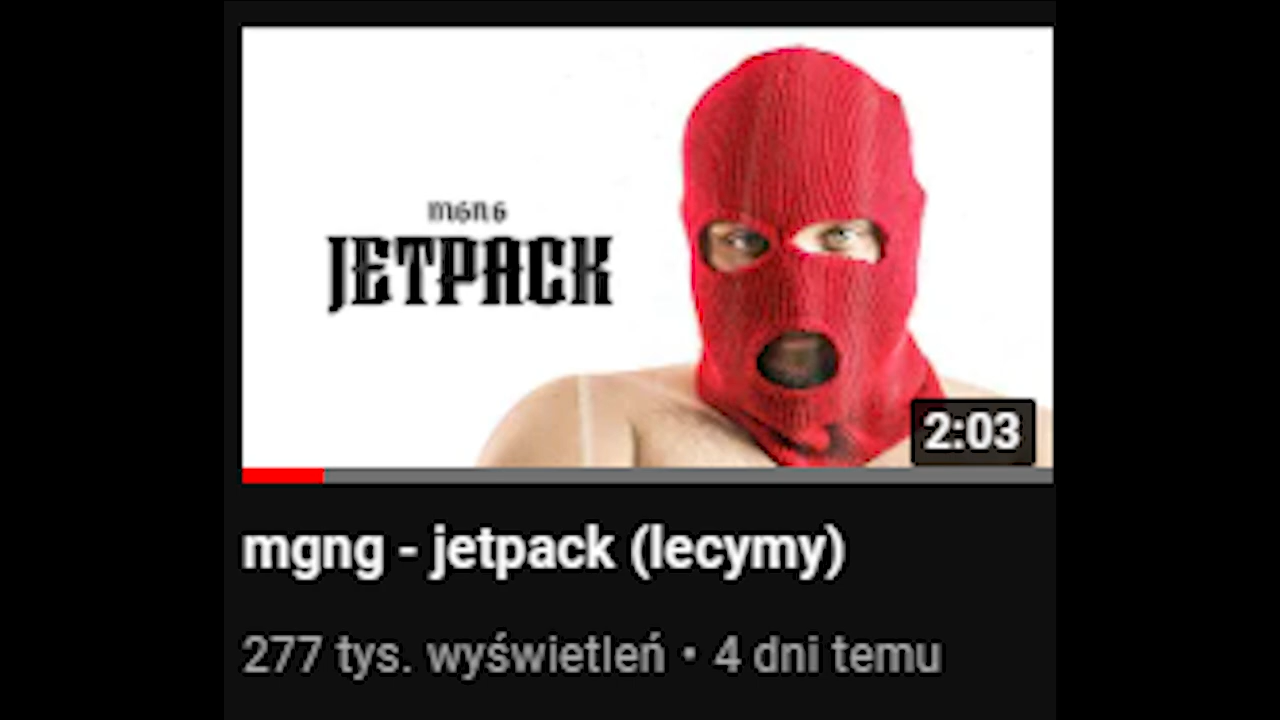 mgng
JETPACK
2:03
mgng - jetpack (lecymy)
277 tys. wyświetleń • 4 dni temu